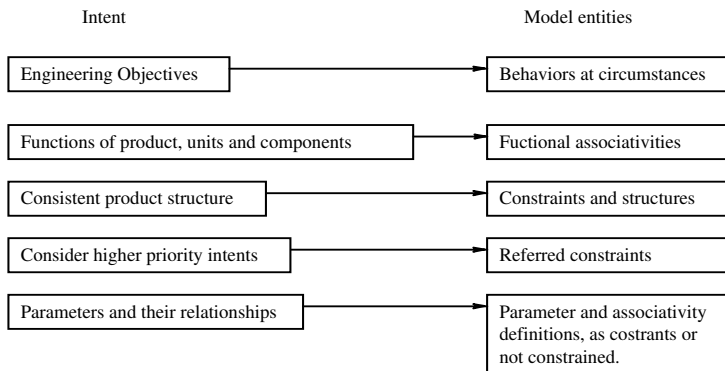 Intent
Model entities
Engineering Objectives
Behaviors at circumstances
Functions of product, units and components
Fuctional associativities
Consistent product structure
Constraints and structures
Consider higher priority intents
Referred constraints
Parameters and their relationships
Parameter and associativity
definitions, as costrants or
not constrained.